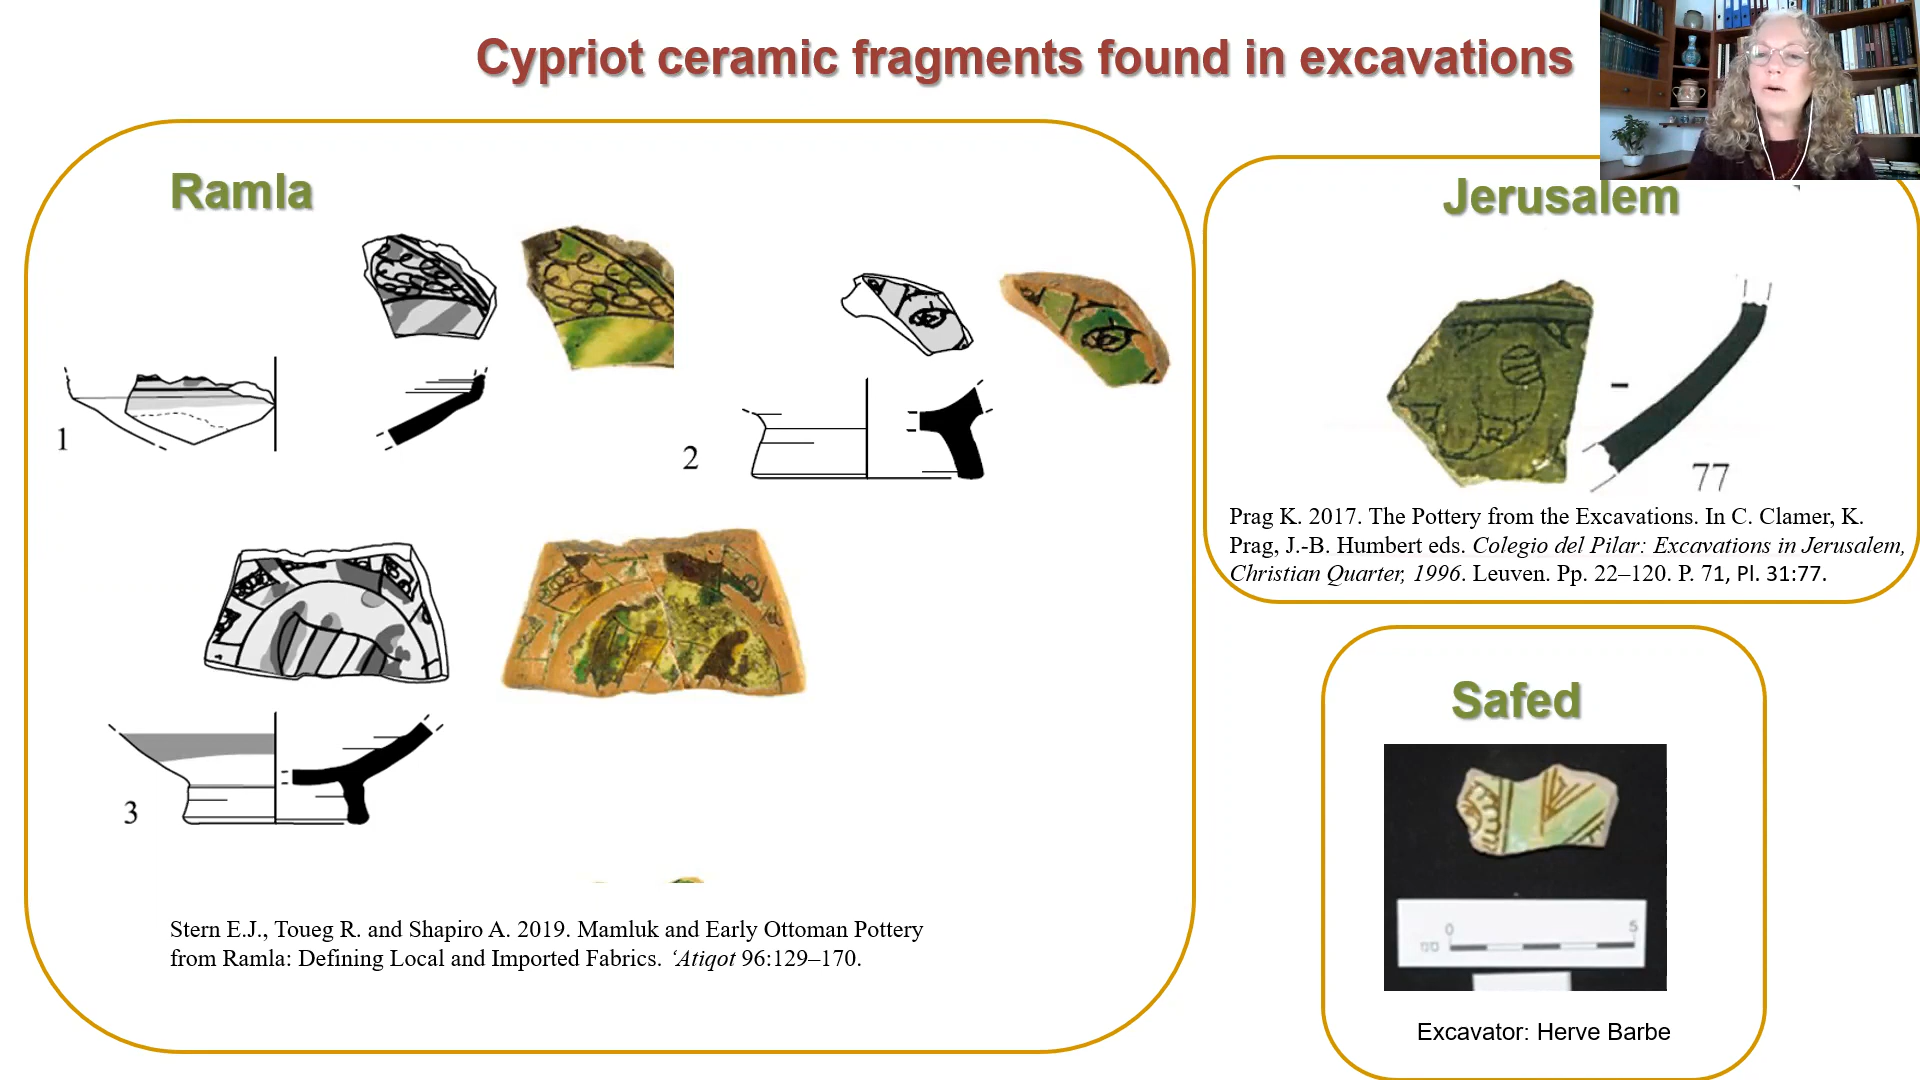 Cypriot ceramic fragments found in excavations
Ramla
1
2
3
Stern E.J., Toueg R. and Shapiro A. 2019. Mamluk and Early Ottoman Pottery
from Ramla: Defining Local and Imported Fabrics. ‘Atiqot 96:129–170.
Jerusalem
77
Prag K. 2017. The Pottery from the Excavations. In C. Clamer, K.
Prag, J.-B. Humbert eds. Colegio del Pilar: Excavations in Jerusalem,
Christian Quarter, 1996. Leuven. Pp. 22–120. P. 71, Pl. 31:77.
Safed
0 5
סמ
Excavator: Herve Barbe